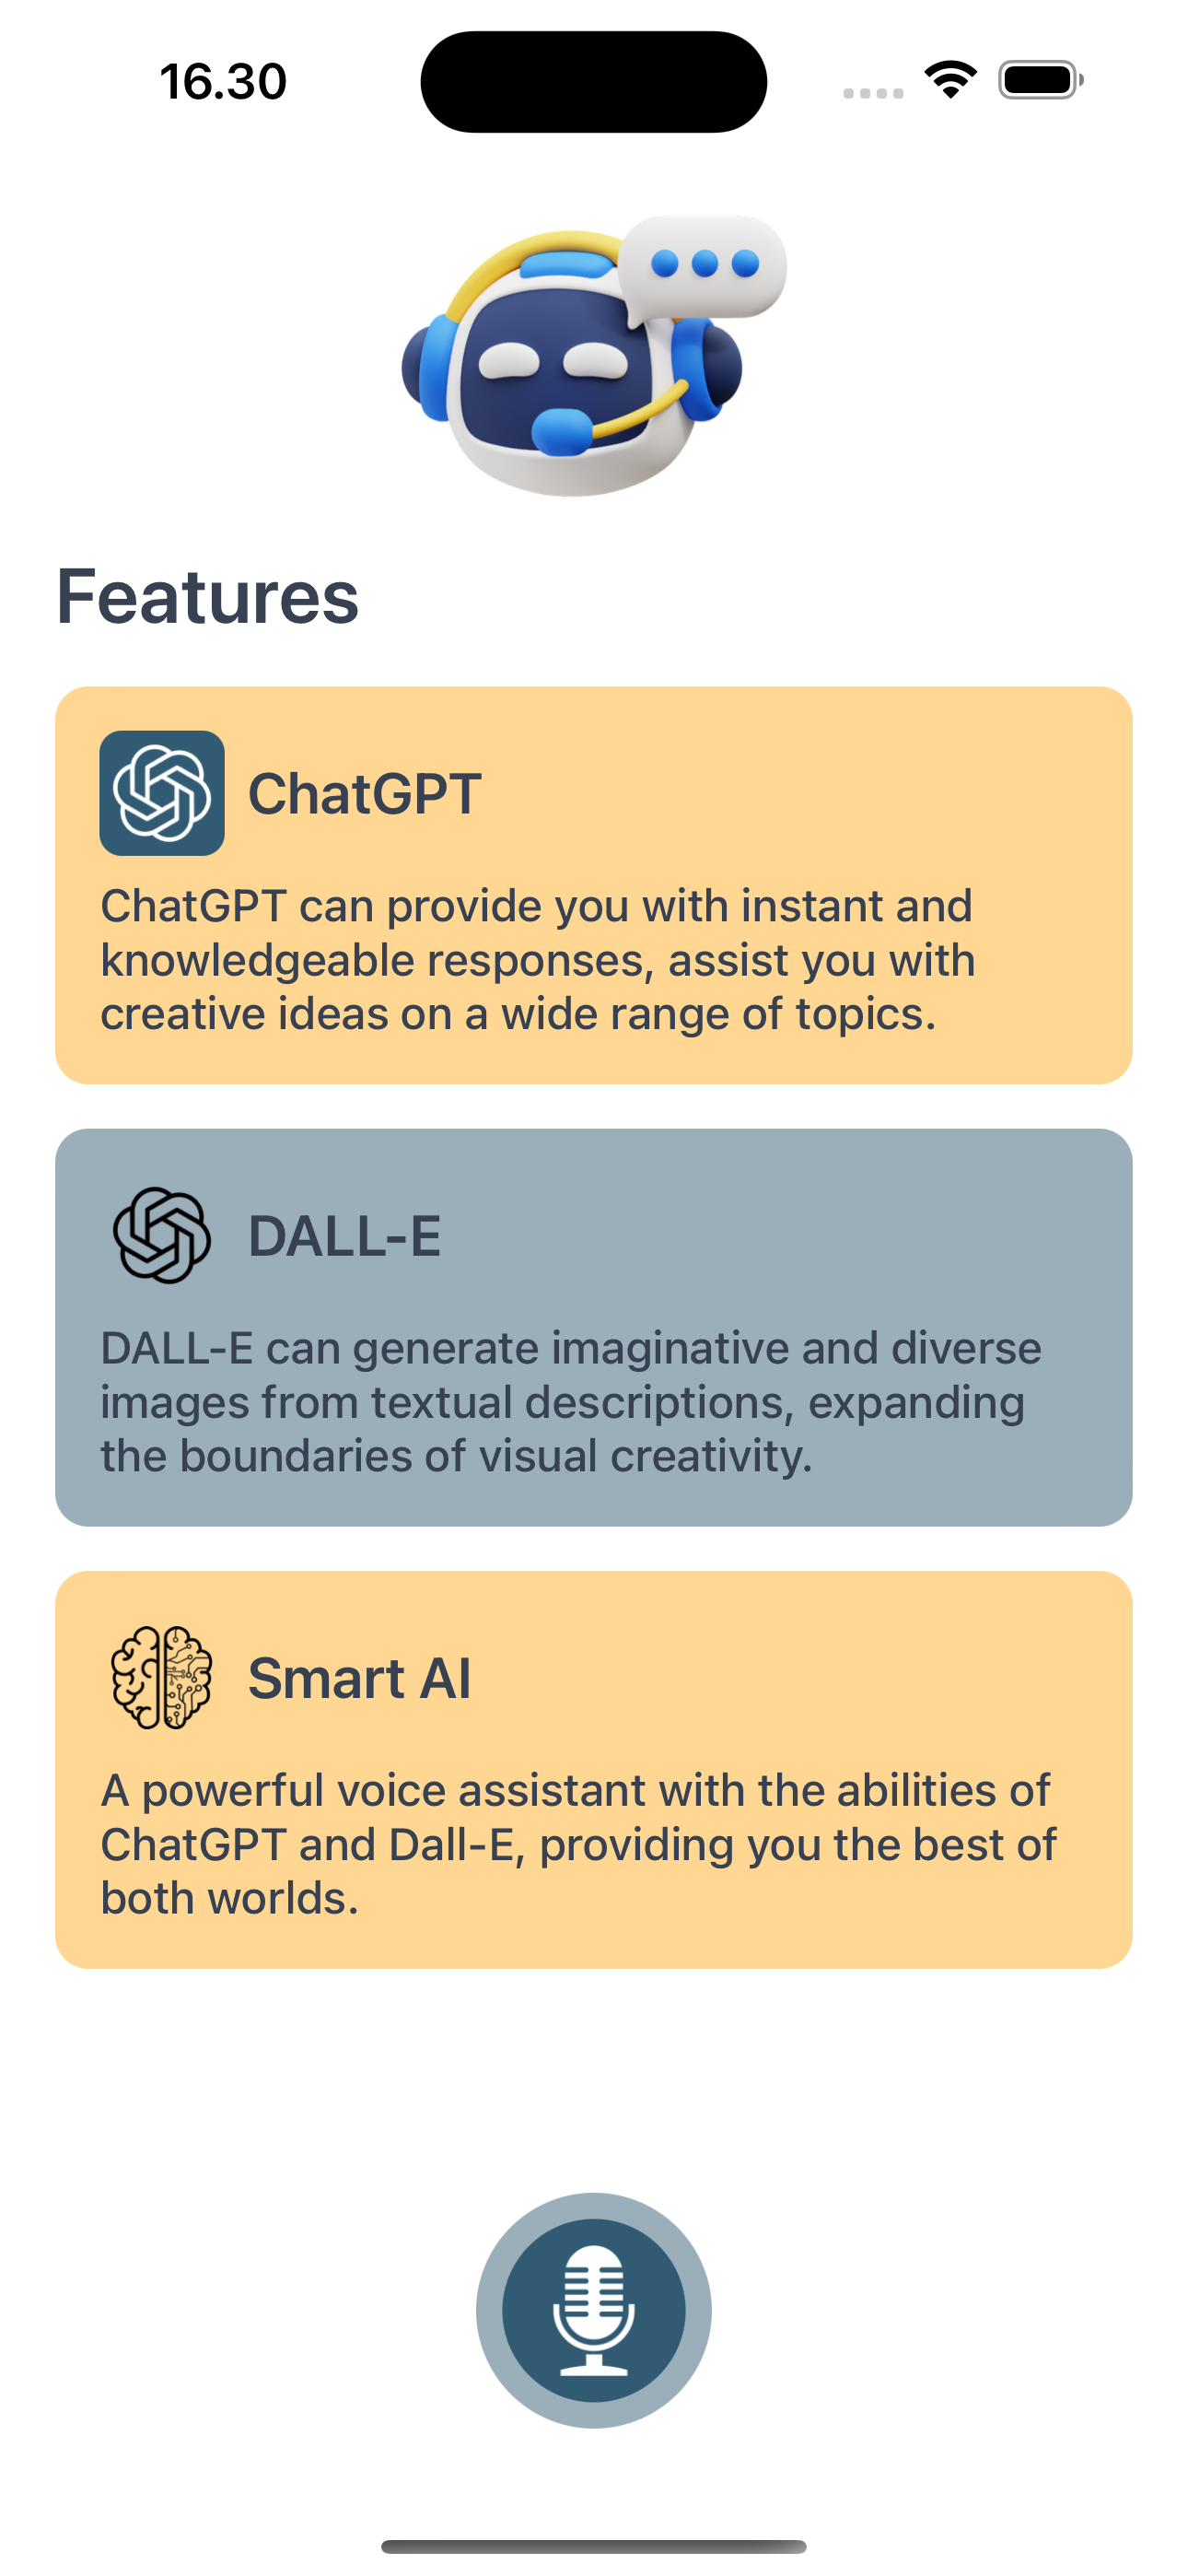 16.30
Features
ChatGPT
ChatGPT can provide you with instant and
knowledgeable responses, assist you with
creative ideas on a wide range of topics.
DALL-E
DALL-E can generate imaginative and diverse
images from textual descriptions, expanding
the boundaries of visual creativity.
Smart AI
A powerful voice assistant with the abilities of
ChatGPT and Dall-E, providing you the best of
both worlds.